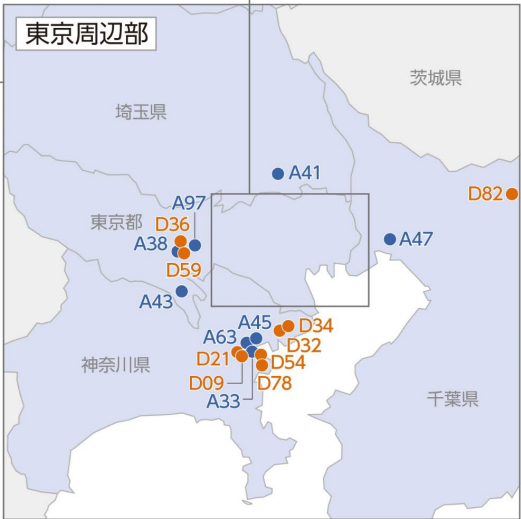 東京周辺部
茨城県
埼玉県
A41
D82
A97
東京都
D36
A38
A47
D59
A43
A45
D34
A63
D32
D21
D54
神奈川県
D09
D78
千葉県
A33